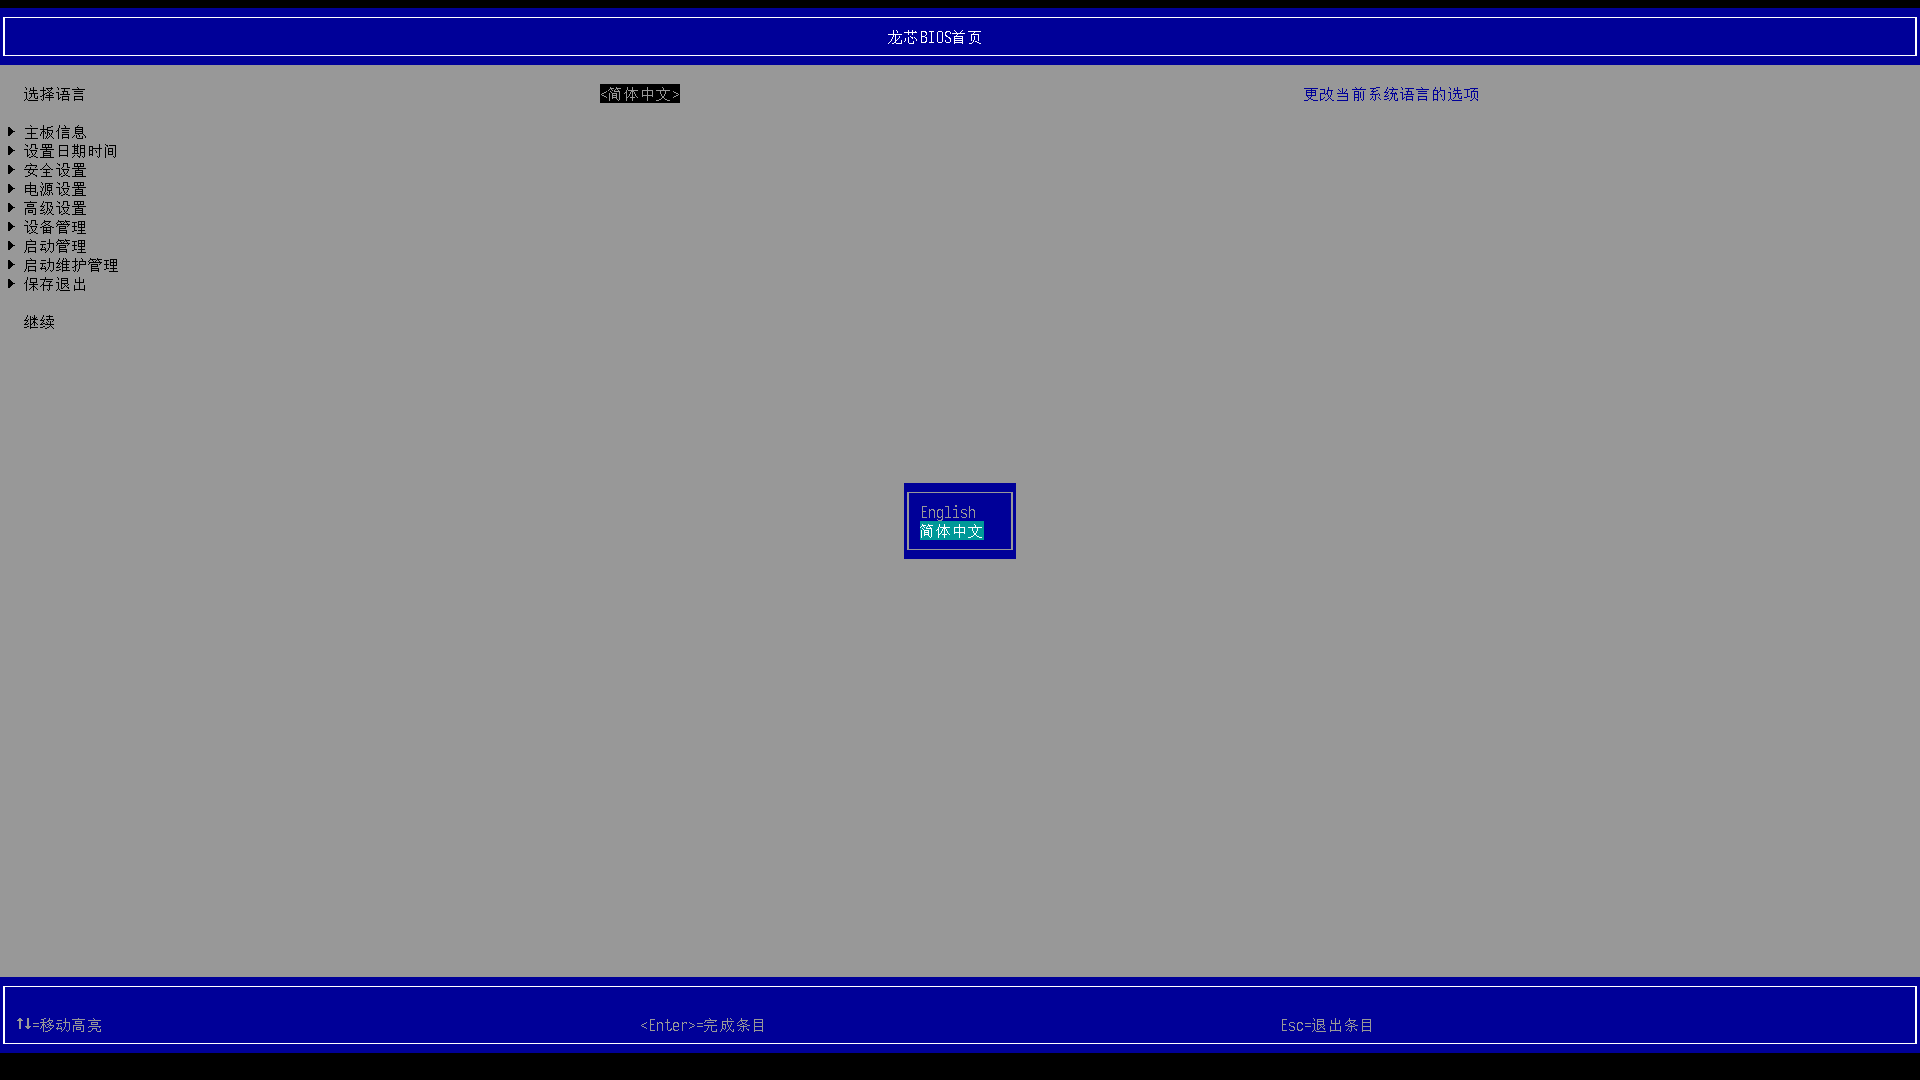 龙芯BIOS首页
选择语言 <简体中文> 更改当前系统语言的选项
主板信息
设置日期时间
安全设置
电源设置
高级设置
设备管理
启动管理
启动维护管理
保存退出
继续
English
简体中文
↑↓=移动高亮 <Enter>=完成条目 Esc=退出条目